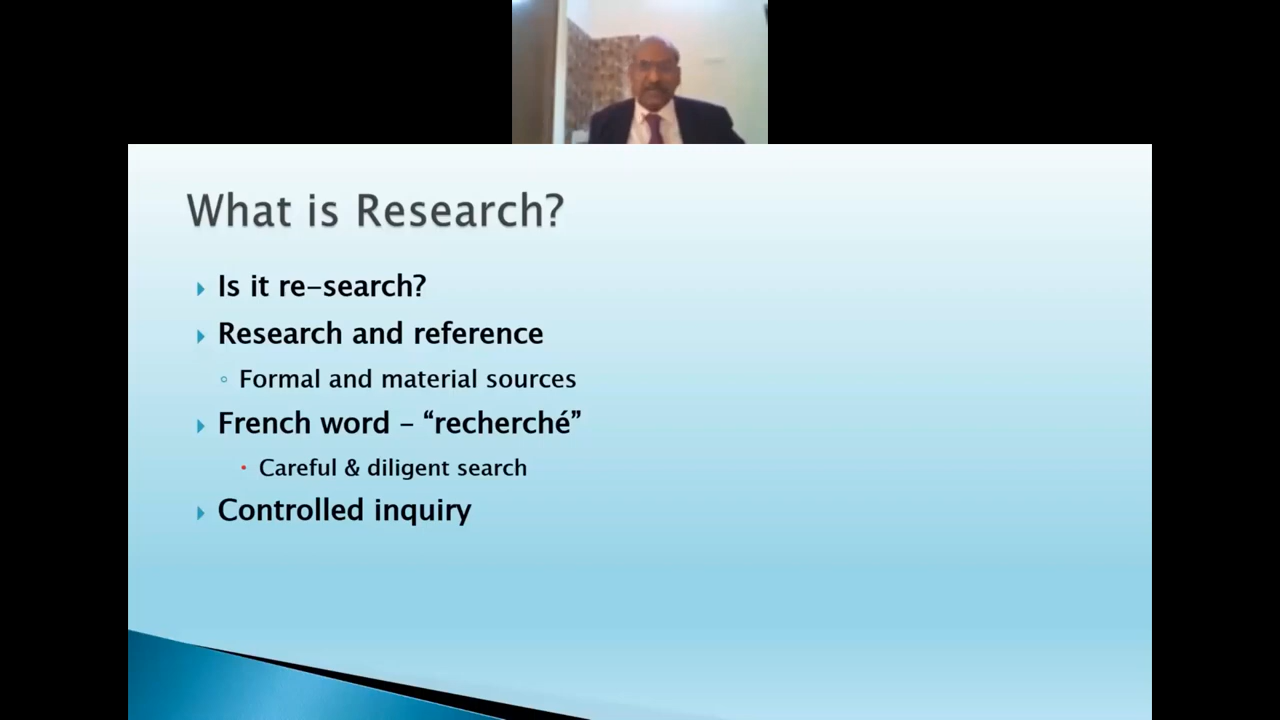 What is Research?
Is it re-search?
Research and reference
Formal and material sources
French word – “recherché”
Careful & diligent search
Controlled inquiry